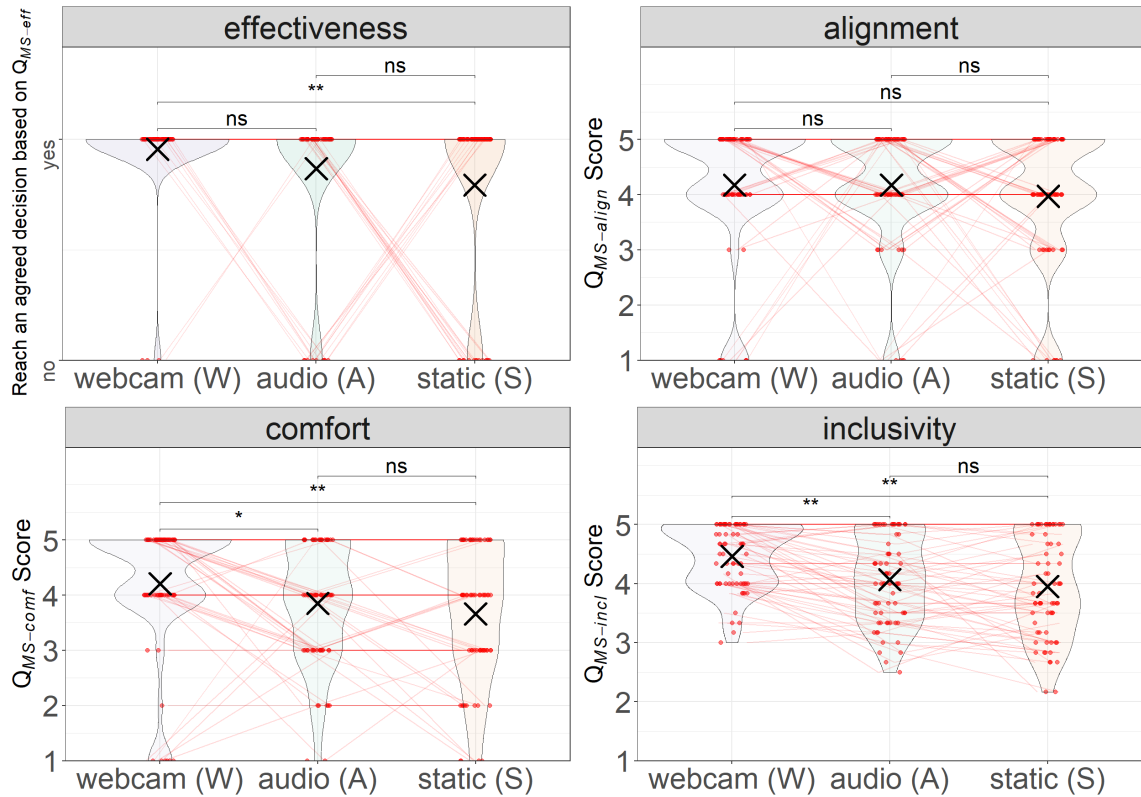 effectiveness
Reach an agreed decision based on Q_MS-eff
yes
no
ns
**
ns
webcam (W) audio (A) static (S)
alignment
Q_MS-align Score
5
4
3
2
1
ns
ns
ns
webcam (W) audio (A) static (S)
comfort
Q_MS-comf Score
5
4
3
2
1
ns
**
*
webcam (W) audio (A) static (S)
inclusivity
Q_MS-incl Score
5
4
3
2
1
ns
**
**
webcam (W) audio (A) static (S)